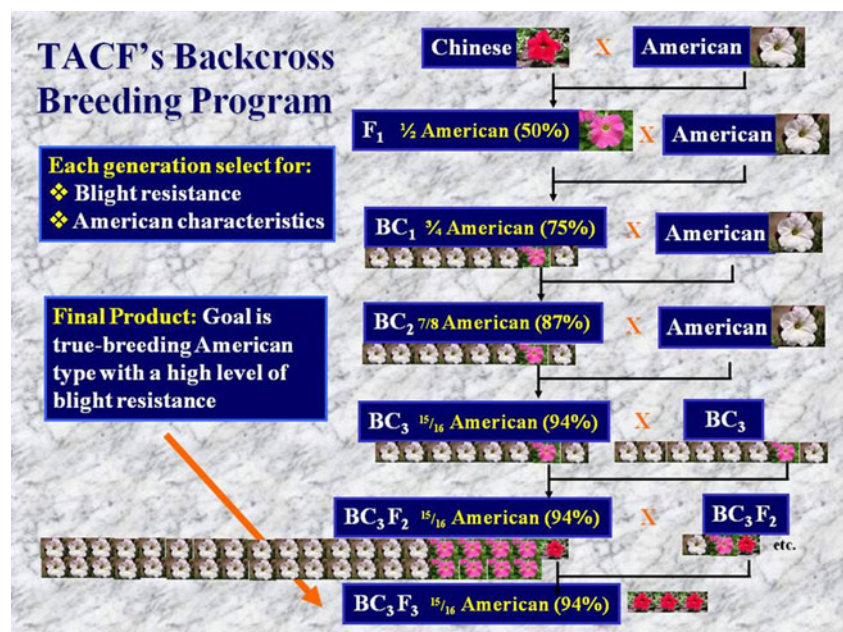 TACF's Backcross
Breeding Program
Chinese X American
F₁ ½ American (50%) X American
Each generation select for:
❖ Blight resistance
❖ American characteristics
BC₁ ¾ American (75%) X American
BC₂ 7/8 American (87%) X American
Final Product: Goal is
true-breeding American
type with a high level of
blight resistance
BC₃ ¹⁵/₁₆ American (94%) X BC₃
BC₃F₂ ¹⁵/₁₆ American (94%) X BC₃F₂
etc.
BC₃F₃ ¹⁵/₁₆ American (94%)